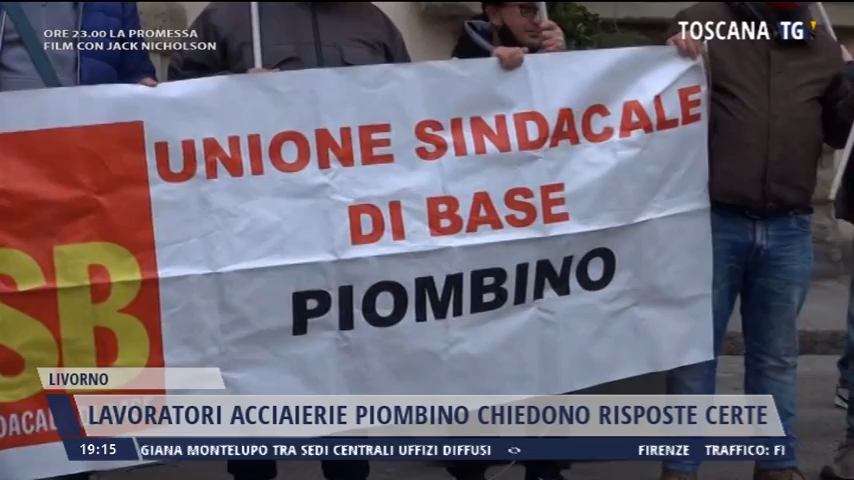 ORE 23.00 LA PROMESSA
FILM CON JACK NICHOLSON
TOSCANA TG
UNIONE SINDACALE
DI BASE
PIOMBINO
SB
LIVORNO
LAVORATORI ACCIAIERIE PIOMBINO CHIEDONO RISPOSTE CERTE
19:15 GIANA MONTELUPO TRA SEDI CENTRALI UFFIZI DIFFUSI FIRENZE TRAFFICO: FI